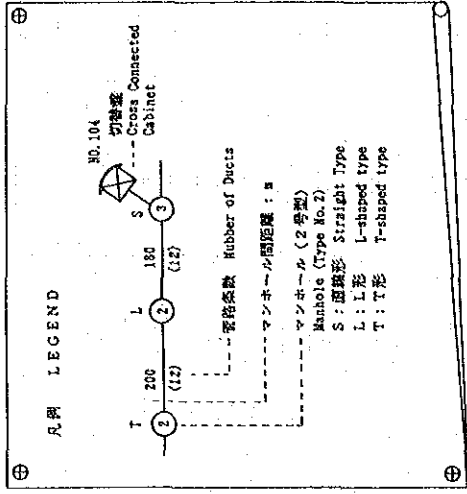 凡例 LEGEND
NO.104
切替盤
Cross Connected
Cabinet
T
L
S
200
180
(12)
(12)
2
2
3
管路条数 Nubber of Ducts
マンホール間距離：m
マンホール（2号型）
Manhole (Type No.2)
S：直線形 Straight Type
L：L形 L-shaped type
T：T形 T-shaped type